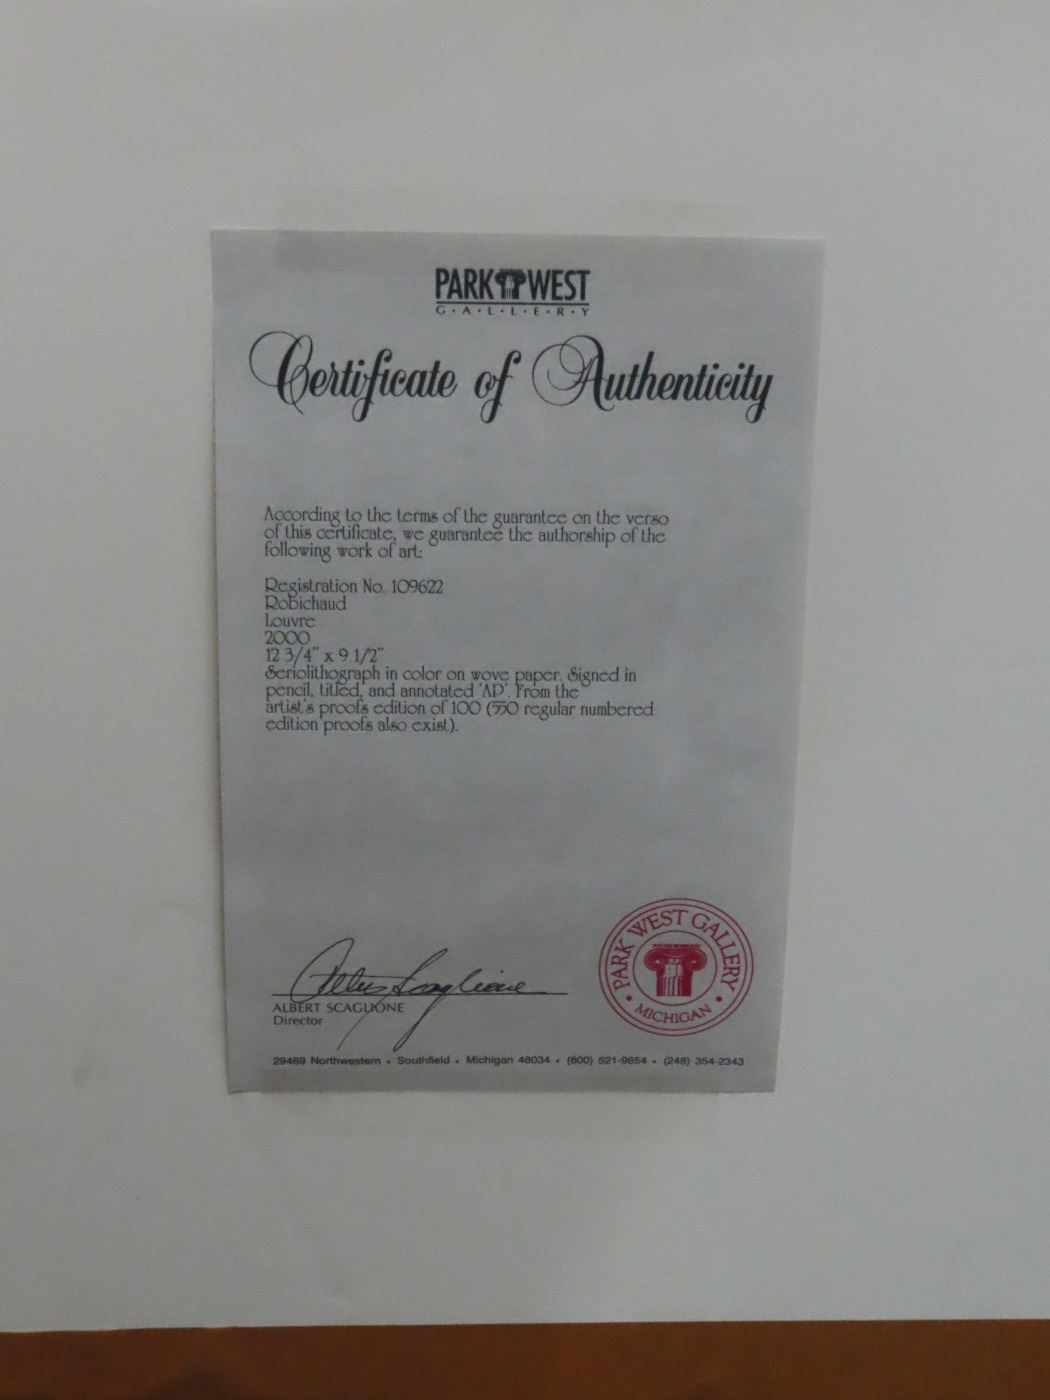 PARK WEST
G·A·L·L·E·R·Y
Certificate of Authenticity
According to the terms of the guarantee on the verso
of this certificate, we guarantee the authorship of the
following work of art:
Registration No. 109622
Robichaud
Louvre
2000
12 3/4" x 9 1/2"
Seriolithograph in color on wove paper. Signed in
pencil, titled, and annotated 'AP'. From the
artist's proofs edition of 100 (550 regular numbered
edition proofs also exist).
Albert Scaglione
ALBERT SCAGLIONE
Director
PARK WEST GALLERY
• MICHIGAN •
29469 Northwestern • Southfield • Michigan 48034 • (800) 521-9654 • (248) 354-2343